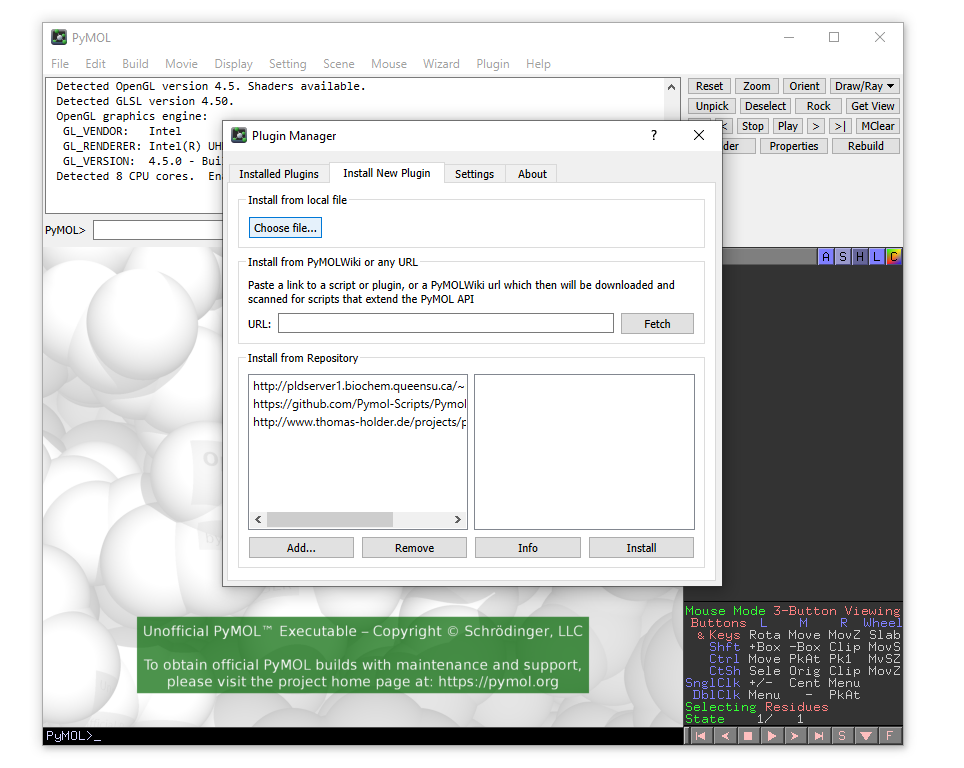 PyMOL
File Edit Build Movie Display Setting Scene Mouse Wizard Plugin Help
Detected OpenGL version 4.5. Shaders available.
Detected GLSL version 4.50.
OpenGL graphics engine:
GL_VENDOR: Intel
GL_RENDERER: Intel(R) UH
GL_VERSION: 4.5.0 - Bui
Detected 8 CPU cores. En
PyMOL>
Reset Zoom Orient Draw/Ray
Unpick Deselect Rock Get View
< Stop Play > >| MClear
der Properties Rebuild
A S H L C
Plugin Manager ?
Installed Plugins Install New Plugin Settings About
Install from local file
Choose file...
Install from PyMOLWiki or any URL
Paste a link to a script or plugin, or a PyMOLWiki url which then will be downloaded and
scanned for scripts that extend the PyMOL API
URL: Fetch
Install from Repository
http://pldserver1.biochem.queensu.ca/~
https://github.com/Pymol-Scripts/Pymol
http://www.thomas-holder.de/projects/p
Add... Remove Info Install
Unofficial PyMOL™ Executable – Copyright © Schrödinger, LLC
To obtain official PyMOL builds with maintenance and support,
please visit the project home page at: https://pymol.org
Mouse Mode 3-Button Viewing
Buttons L M R Wheel
& Keys Rota Move MovZ Slab
Shft +Box -Box Clip MovS
Ctrl Move PkAt Pk1 MvSZ
CtSh Sele Orig Clip MovZ
SnglClk +/- Cent Menu
DblClk Menu - PkAt
Selecting Residues
State 1/ 1
PyMOL>_
S F